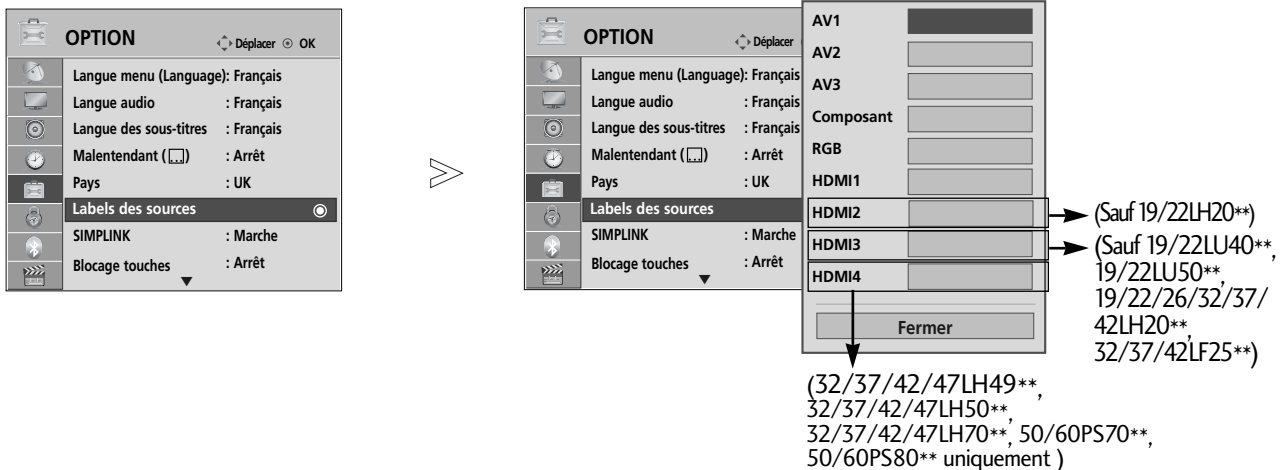 OPTION
Déplacer OK
Langue menu (Language): Français
Langue audio : Français
Langue des sous-titres : Français
Malentendant ( ) : Arrêt
Pays : UK
Labels des sources
SIMPLINK : Marche
Blocage touches : Arrêt
OPTION
Déplacer
Langue menu (Language): Français
Langue audio : Français
Langue des sous-titres : Français
Malentendant ( ) : Arrêt
Pays : UK
Labels des sources
SIMPLINK : Marche
Blocage touches : Arrêt
AV1
AV2
AV3
Composant
RGB
HDMI1
HDMI2
HDMI3
HDMI4
Fermer
(Sauf 19/22LH20**)
(Sauf 19/22LU40**,
19/22LU50**,
19/22/26/32/37/
42LH20**,
32/37/42LF25**)
(32/37/42/47LH49**,
32/37/42/47LH50**,
32/37/42/47LH70**, 50/60PS70**,
50/60PS80** uniquement )